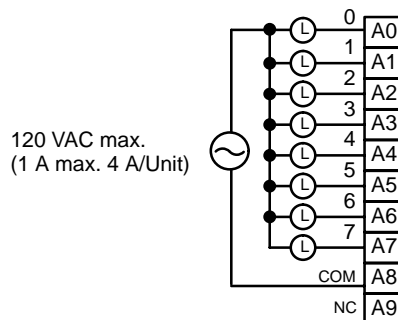 0 L A0
1 L A1
2 L A2
3 L A3
120 VAC max.
(1 A max. 4 A/Unit)
4 L A4
5 L A5
6 L A6
7 L A7
COM A8
NC A9